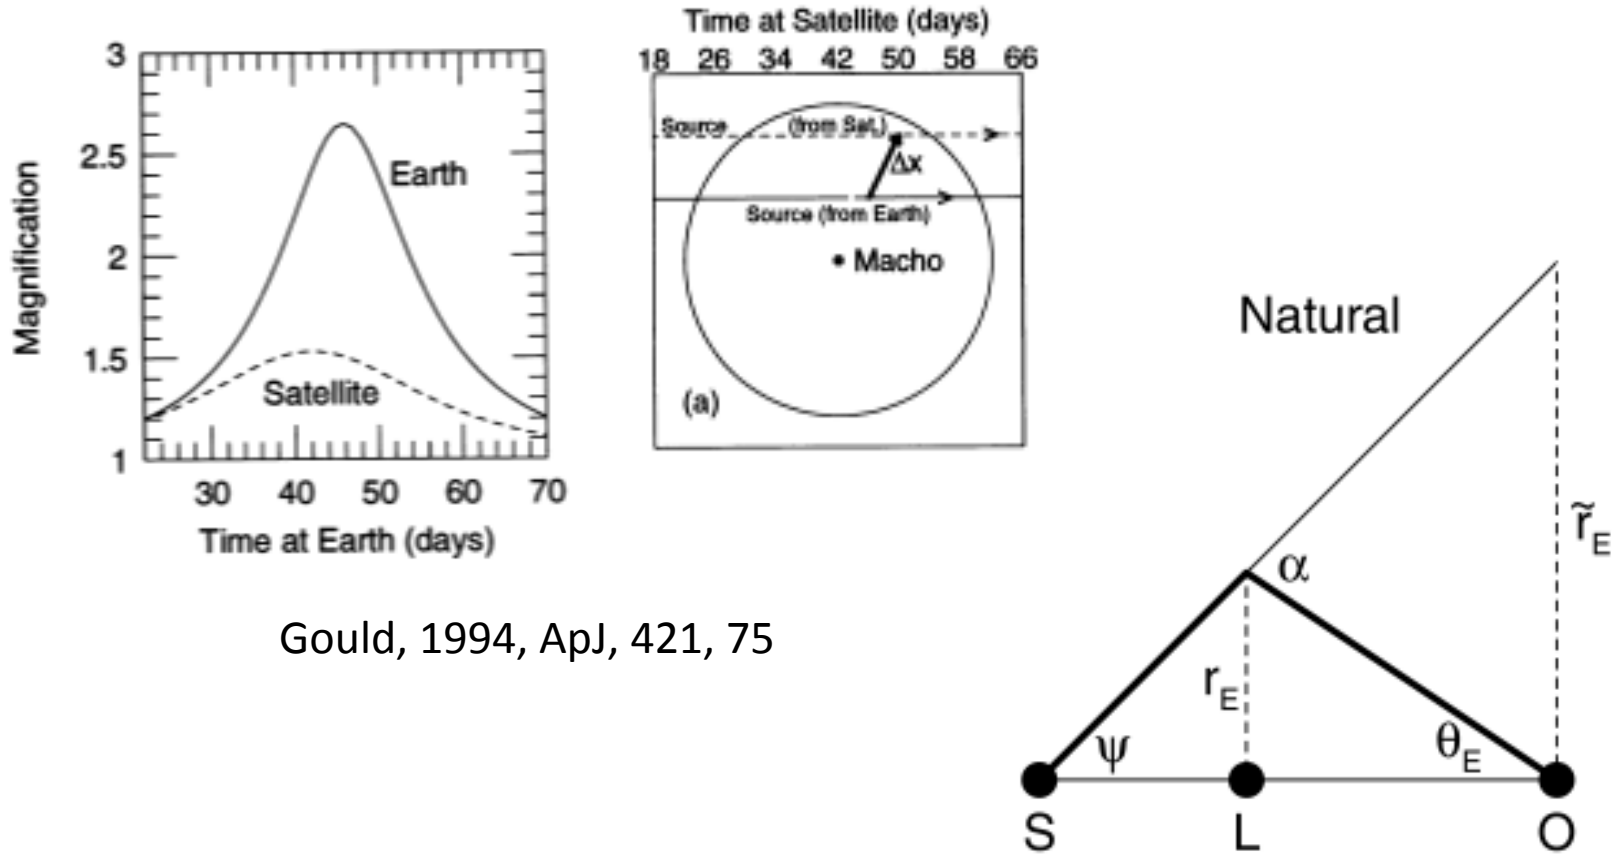 3
2.5
2
1.5
1
Magnification
Earth
Satellite
30 40 50 60 70
Time at Earth (days)
Time at Satellite (days)
18 26 34 42 50 58 66
Source (from Sat.)
Δx
Source (from Earth)
Macho
(a)
Gould, 1994, ApJ, 421, 75
Natural
α
r̃E
rE
ψ
θE
S L O